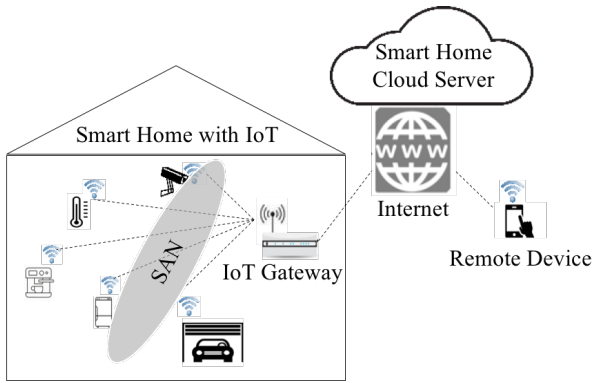 Smart Home
Cloud Server
Smart Home with IoT
WWW
Internet
SAN
IoT Gateway
Remote Device